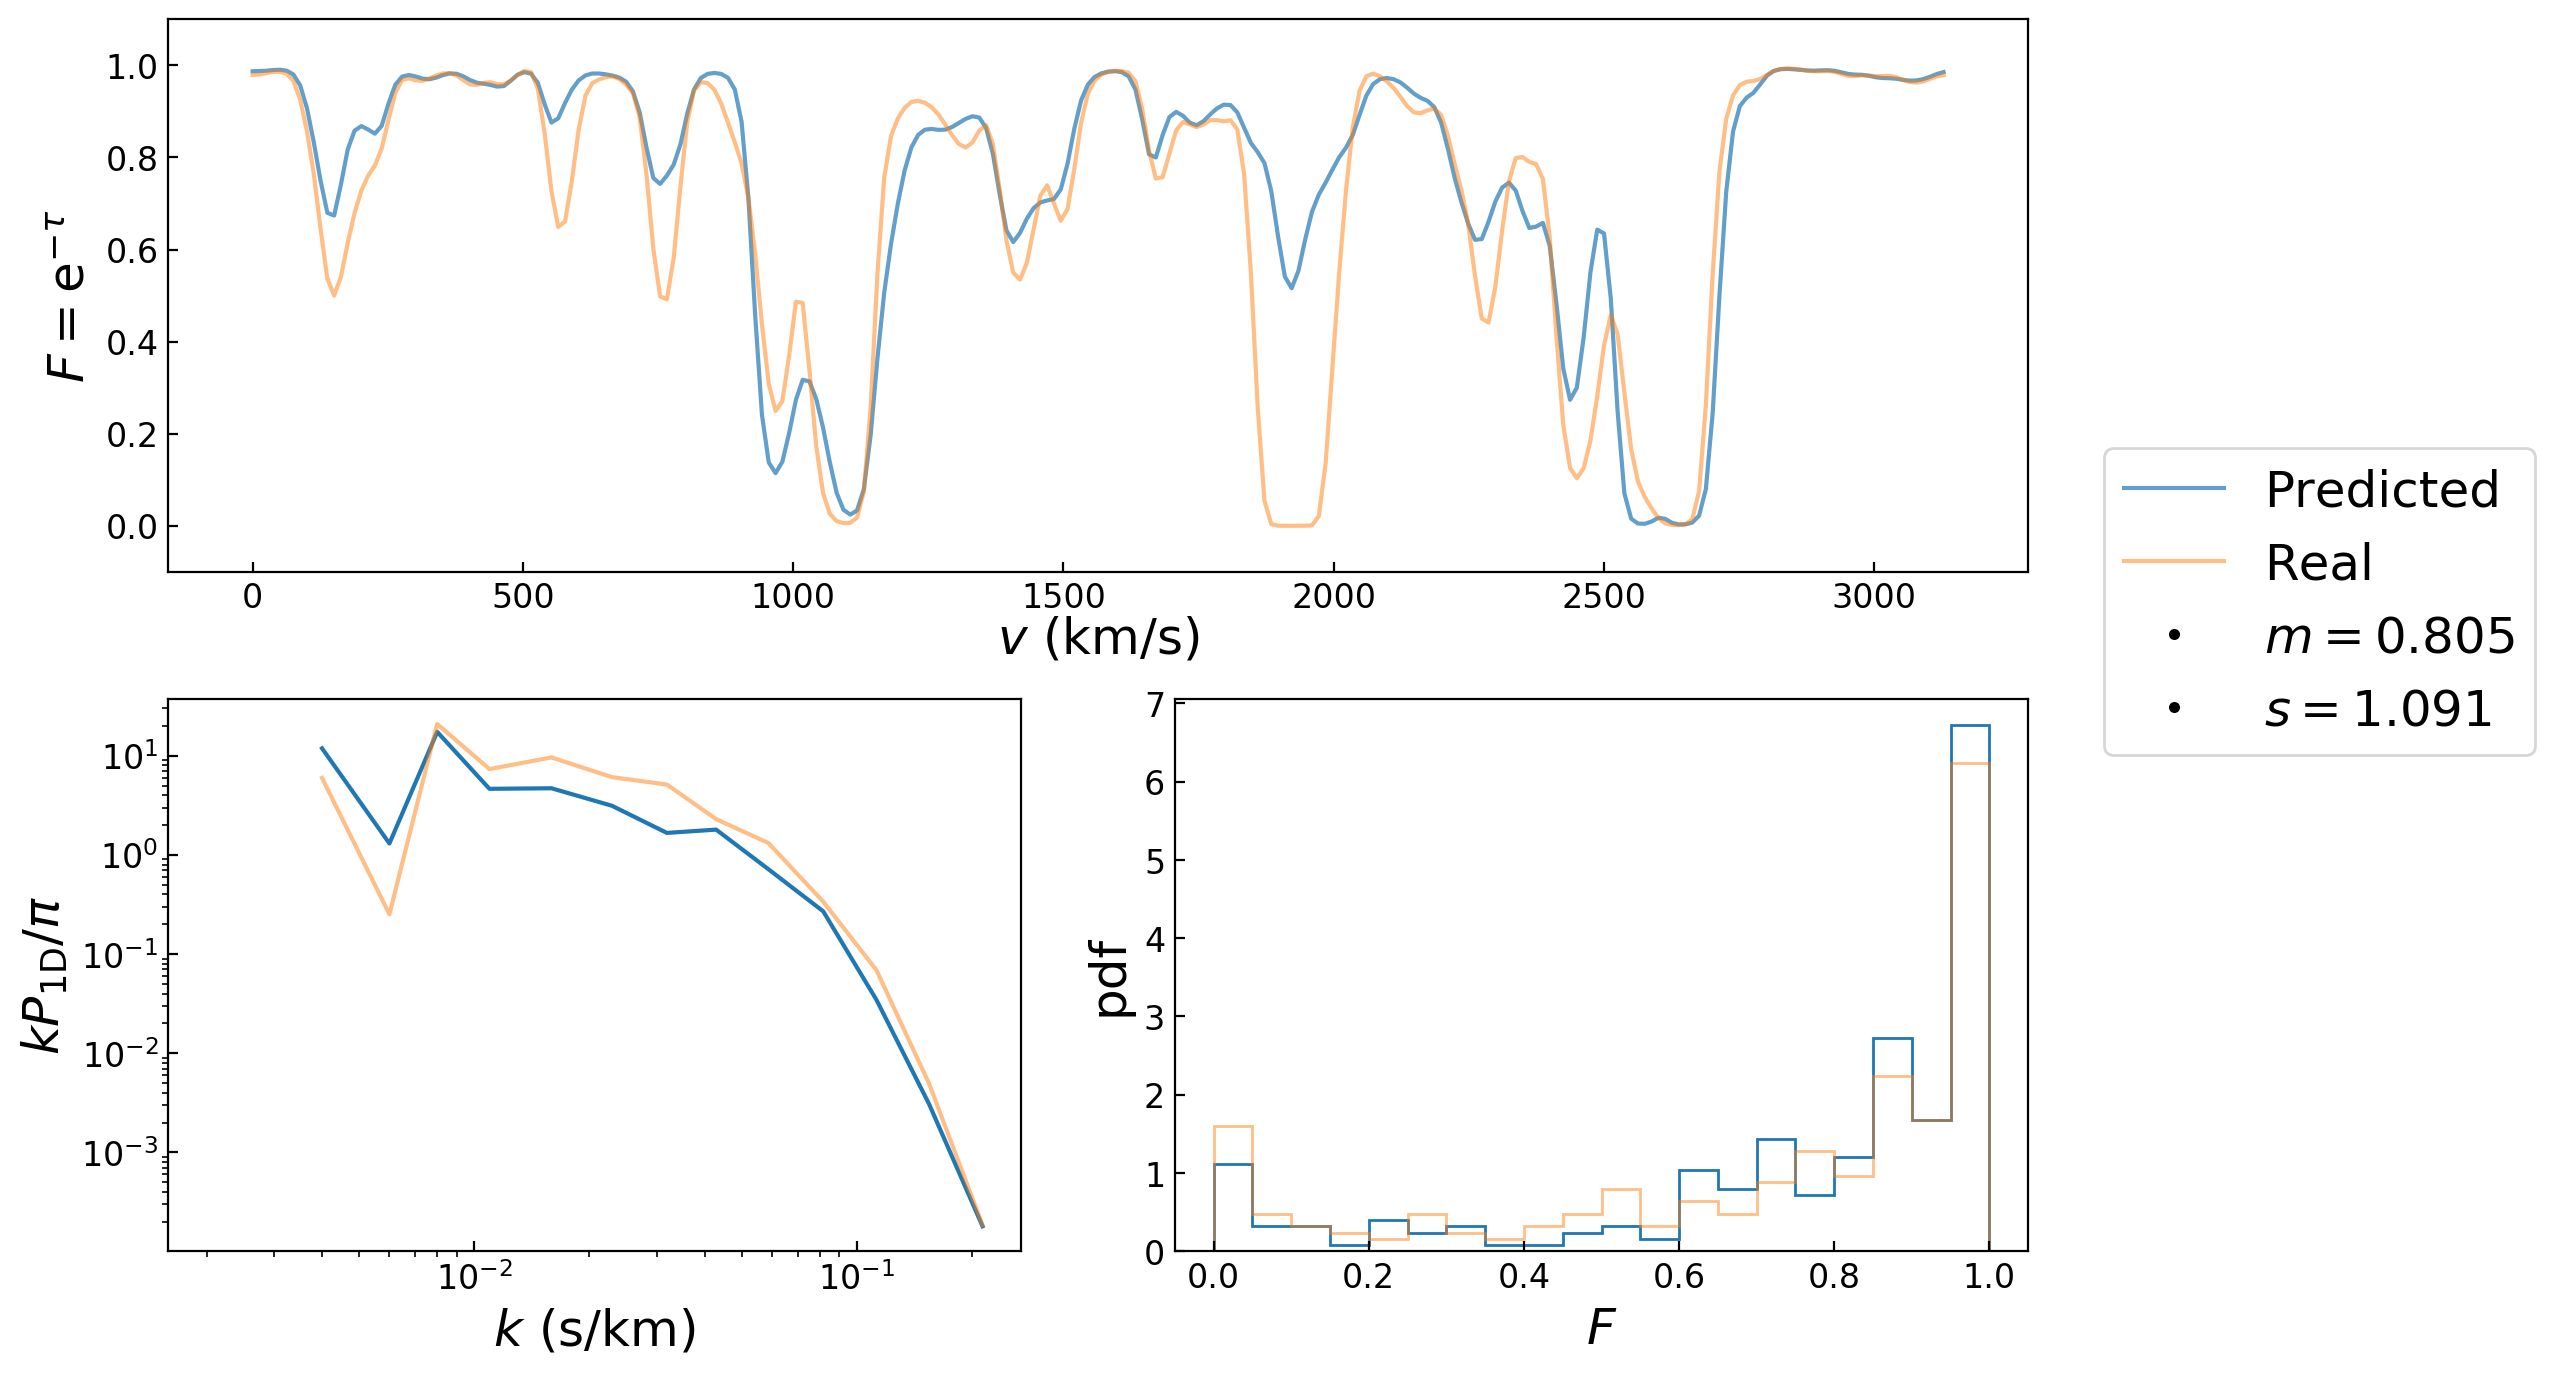 F = e^{-τ}
1.0
0.8
0.6
0.4
0.2
0.0
0 500 1000 1500 2000 2500 3000
v (km/s)
Predicted
Real
m = 0.805
s = 1.091
kP_{1D}/π
10^1
10^0
10^{-1}
10^{-2}
10^{-3}
10^{-2} 10^{-1}
k (s/km)
pdf
7
6
5
4
3
2
1
0
0.0 0.2 0.4 0.6 0.8 1.0
F